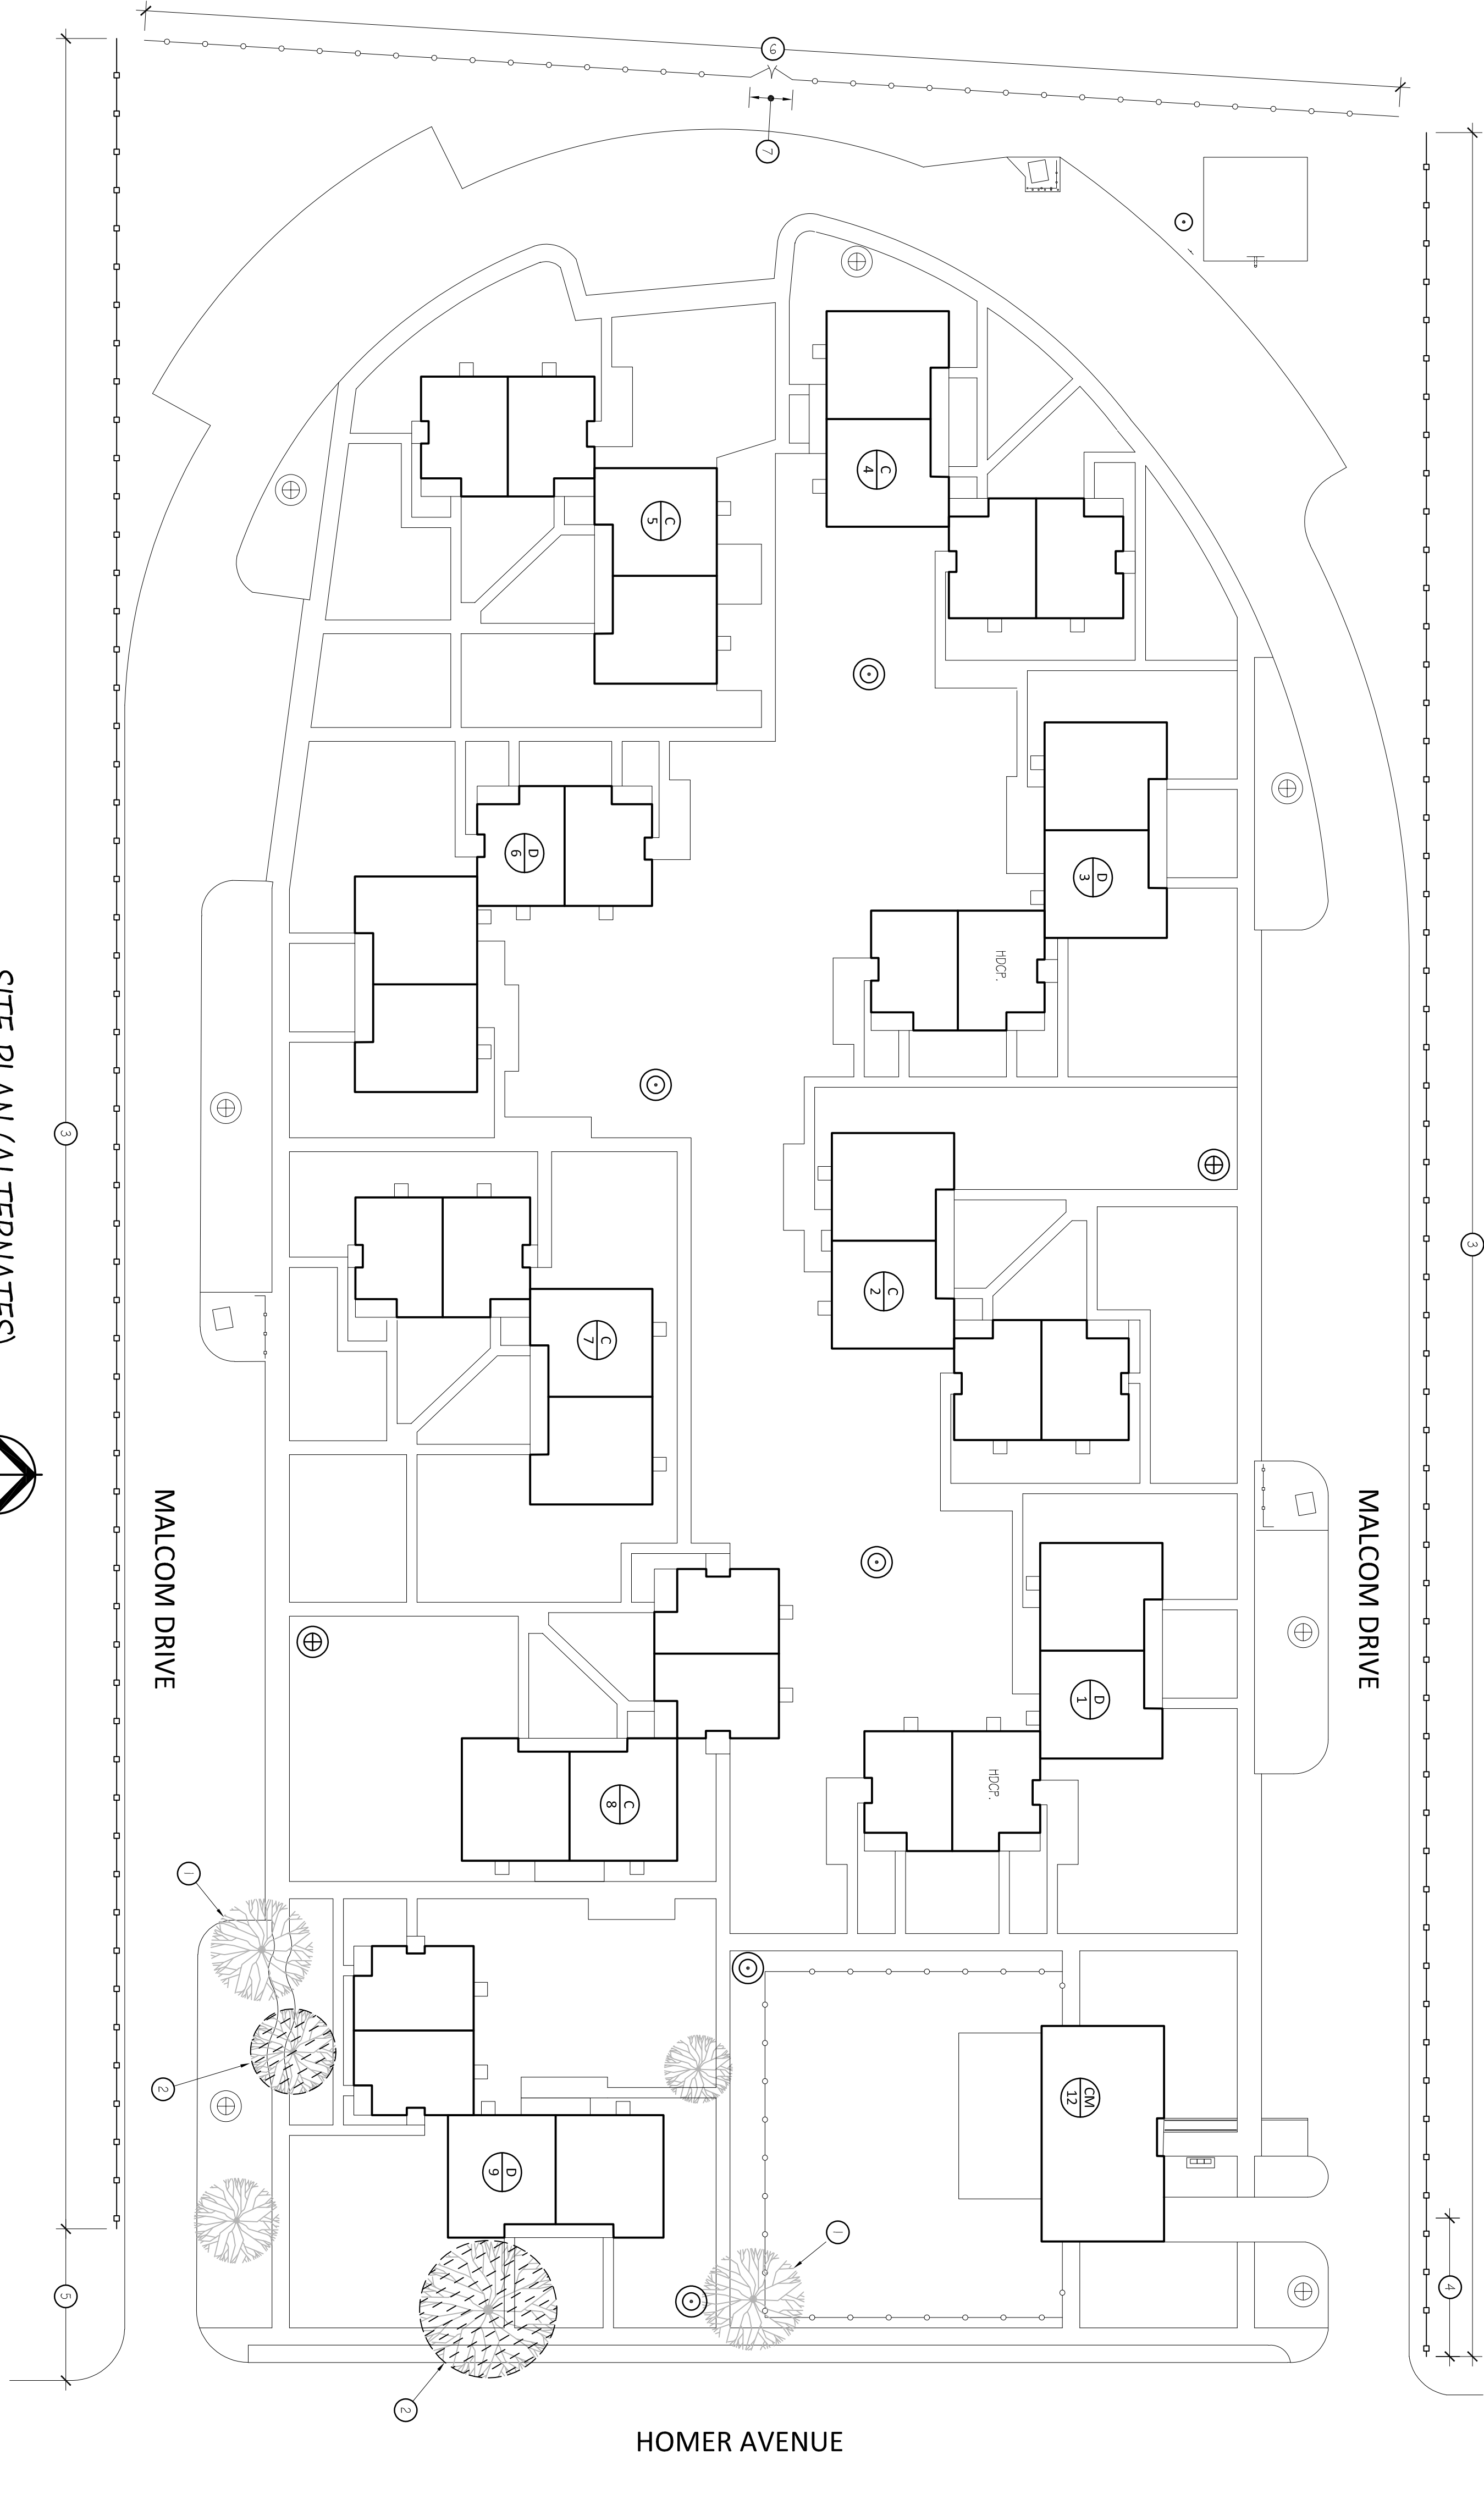 6
7
C
4
C
5
D
3
D
6
HDCP.
3
3
C
2
C
7
MALCOM DRIVE
MALCOM DRIVE
D
1
HDCP.
C
8
1
2
CM
12
D
9
1
4
5
2
HOMER AVENUE
SITE PLAN (ALTERNATES)